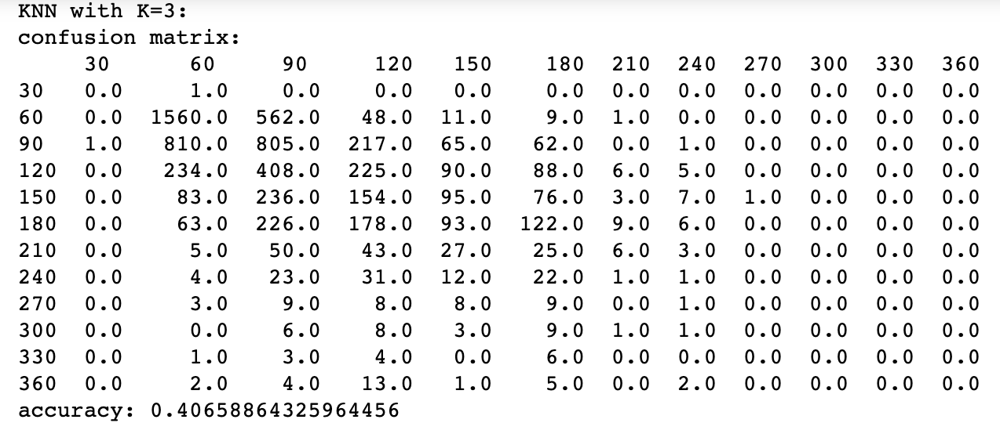 KNN with K=3:
confusion matrix:
30 60 90 120 150 180 210 240 270 300 330 360
30 0.0 1.0 0.0 0.0 0.0 0.0 0.0 0.0 0.0 0.0 0.0 0.0
60 0.0 1560.0 562.0 48.0 11.0 9.0 1.0 0.0 0.0 0.0 0.0 0.0
90 1.0 810.0 805.0 217.0 65.0 62.0 0.0 1.0 0.0 0.0 0.0 0.0
120 0.0 234.0 408.0 225.0 90.0 88.0 6.0 5.0 0.0 0.0 0.0 0.0
150 0.0 83.0 236.0 154.0 95.0 76.0 3.0 7.0 1.0 0.0 0.0 0.0
180 0.0 63.0 226.0 178.0 93.0 122.0 9.0 6.0 0.0 0.0 0.0 0.0
210 0.0 5.0 50.0 43.0 27.0 25.0 6.0 3.0 0.0 0.0 0.0 0.0
240 0.0 4.0 23.0 31.0 12.0 22.0 1.0 1.0 0.0 0.0 0.0 0.0
270 0.0 3.0 9.0 8.0 8.0 9.0 0.0 1.0 0.0 0.0 0.0 0.0
300 0.0 0.0 6.0 8.0 3.0 9.0 1.0 1.0 0.0 0.0 0.0 0.0
330 0.0 1.0 3.0 4.0 0.0 6.0 0.0 0.0 0.0 0.0 0.0 0.0
360 0.0 2.0 4.0 13.0 1.0 5.0 0.0 2.0 0.0 0.0 0.0 0.0
accuracy: 0.40658864325964456